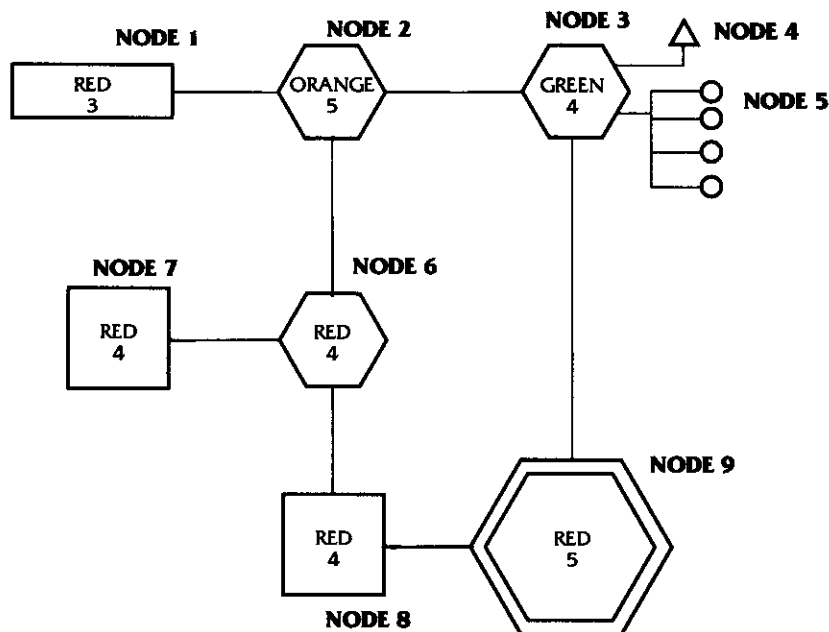 NODE 1
NODE 2
NODE 3
NODE 4
RED
3
ORANGE
5
GREEN
4
NODE 5
NODE 7
NODE 6
RED
4
RED
4
NODE 9
RED
4
RED
5
NODE 8